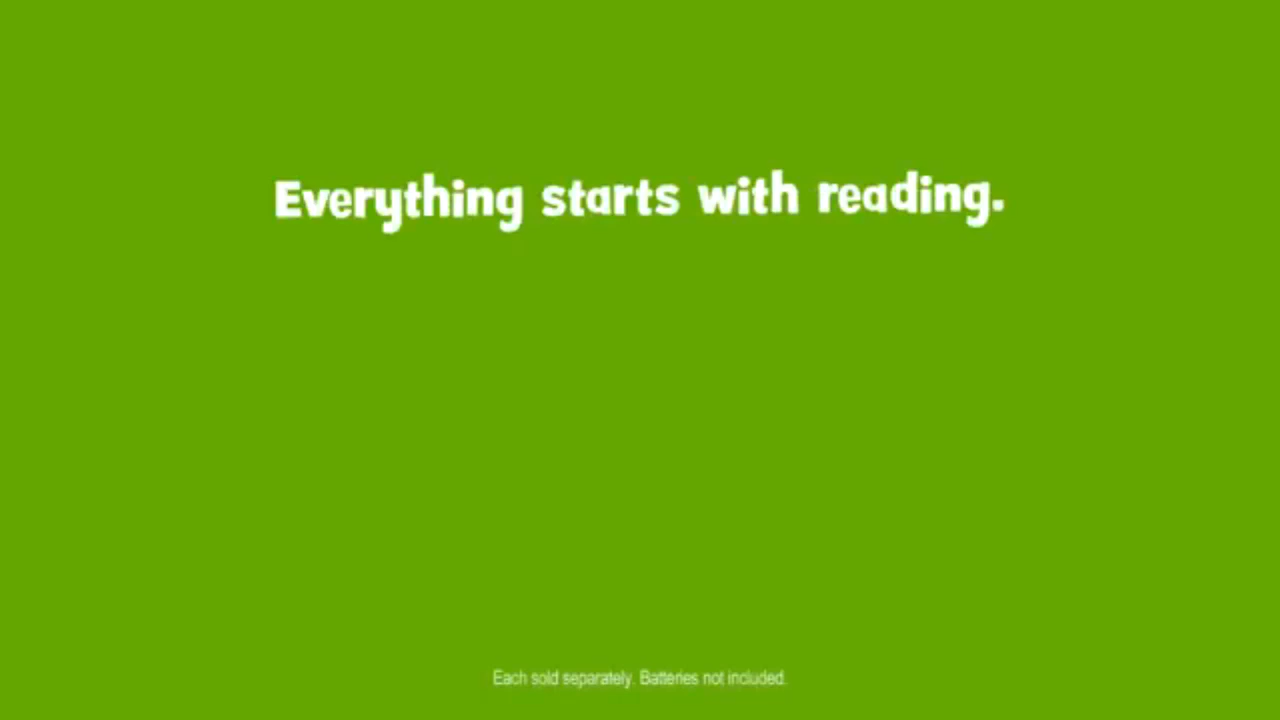 Everything starts with reading.
Each sold separately. Batteries not included.